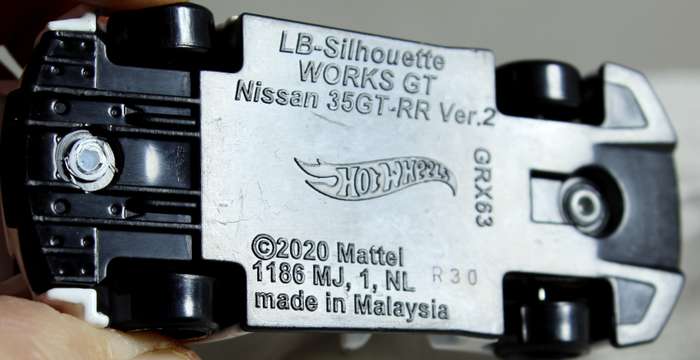 LB-Silhouette
WORKS GT
Nissan 35GT-RR Ver.2
HOT WHEELS
GRX63
©2020 Mattel
1186 MJ, 1, NL
R30
made in Malaysia